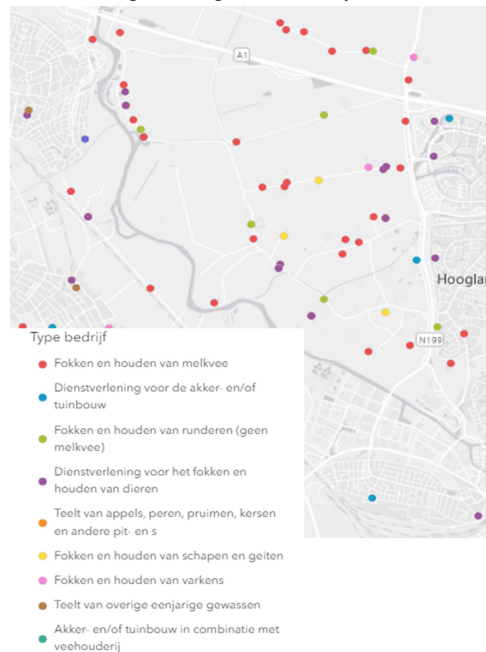 A1
Hoogla
N199
Type bedrijf
Fokken en houden van melkvee
Dienstverlening voor de akker- en/of
tuinbouw
Fokken en houden van runderen (geen
melkvee)
Dienstverlening voor het fokken en
houden van dieren
Teelt van appels, peren, pruimen, kersen
en andere pit- en s
Fokken en houden van schapen en geiten
Fokken en houden van varkens
Teelt van overige eenjarige gewassen
Akker- en/of tuinbouw in combinatie met
veehouderij